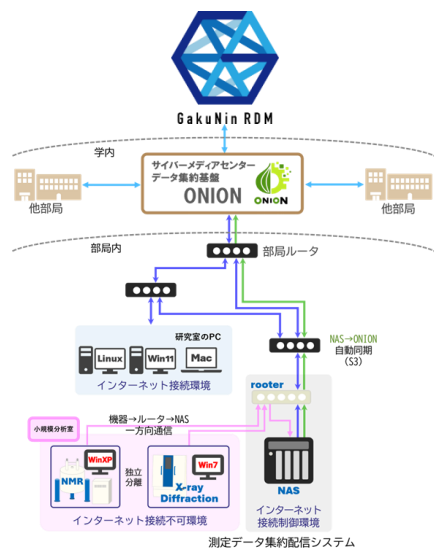 GakuNin RDM
学内
サイバーメディアセンター
データ集約基盤
ONION
ONION
他部局
他部局
部局内
部局ルータ
研究室のPC
Linux
Win11
Mac
インターネット接続環境
NAS→ONION
自動同期
(S3)
rooter
小規模分析室
機器→ルータ→NAS
一方向通信
WinXP
NMR
独立
分離
Win7
X-ray
Diffraction
インターネット接続不可環境
NAS
インターネット
接続制御環境
測定データ集約配信システム